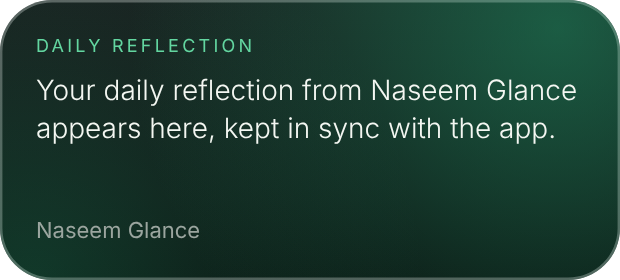 DAILY REFLECTION
Your daily reflection from Naseem Glance
appears here, kept in sync with the app.
Naseem Glance